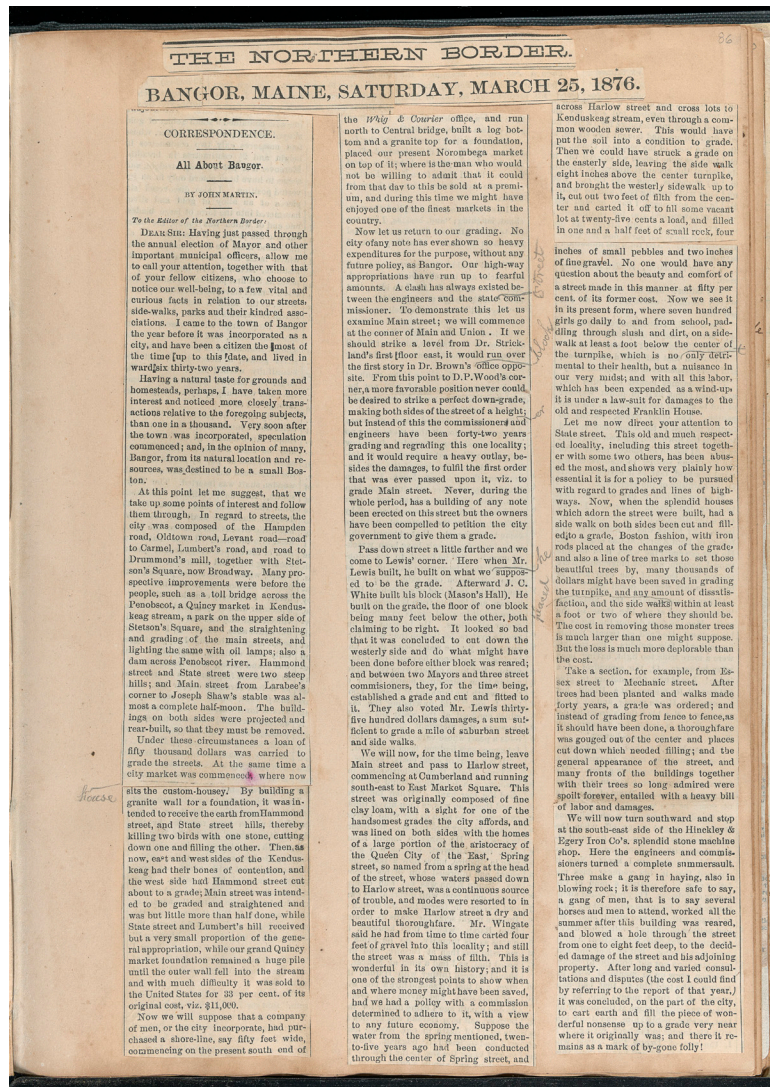 86
THE NORTHERN BORDER.
BANGOR, MAINE, SATURDAY, MARCH 25, 1876.
CORRESPONDENCE.
All About Bangor.
BY JOHN MARTIN.
To the Editor of the Northern Border:
DEAR SIR: Having just passed through
the annual election of Mayor and other
important municipal officers, allow me
to call your attention, together with that
of your fellow citizens, who choose to
notice our well-being, to a few vital and
curious facts in relation to our streets,
side-walks, parks and their kindred asso-
ciations. I came to the town of Bangor
the year before it was incorporated as a
city, and have been a citizen the most of
the time up to this date, and lived in
ward six thirty-two years.
Having a natural taste for grounds and
homesteads, perhaps, I have taken more
interest and noticed more closely trans-
actions relative to the foregoing subjects,
than one in a thousand. Very soon after
the town was incorporated, speculation
commenced; and, in the opinion of many,
Bangor, from its natural location and re-
sources, was destined to be a small Bos-
ton.
At this point let me suggest, that we
take up some points of interest and follow
them through. In regard to streets, the
city was composed of the Hampden
road, Oldtown road, Levant road—road
to Carmel, Lumbert's road, and road to
Drummond's mill, together with Stet-
son's Square, now Broadway. Many pro-
spective improvements were before the
people, such as a toll bridge across the
Penobscot, a Quincy market in Kendus-
keag stream, a park on the upper side of
Stetson's Square, and the straightening
and grading of the main streets, and
lighting the same with oil lamps; also a
dam across Penobscot river. Hammond
street and State street were two steep
hills; and Main street from Larabee's
corner to Joseph Shaw's stable was al-
most a complete half-moon. The build-
ings on both sides were projected and
rear-built, so that they must be removed.
Under these circumstances a loan of
fifty thousand dollars was carried to
grade the streets. At the same time a
city market was commenced where now
House
sits the custom-housey. By building a
granite wall for a foundation, it was in-
tended to receive the earth from Hammond
street, and State street hills, thereby
killing two birds with one stone, cutting
down one and filling the other. Then, as
now, east and west sides of the Kendus-
keag had their bones of contention, and
the west side had Hammond street cut
about to a grade; Main street was intend-
ed to be graded and straightened and
was but little more than half done, while
State street and Lumbert's hill received
but a very small proportion of the gene-
ral appropriation, while our grand Quincy
market foundation remained a huge pile
until the outer wall fell into the stream
and with much difficulty it was sold to
the United States for 33 per cent. of its
original cost, viz. $11,000.
Now we will suppose that a company
of men, or the city incorporate, had pur-
chased a shore-line, say fifty feet wide,
commencing on the present south end of
the Whig & Courier office, and run
north to Central bridge, built a log bot-
tom and a granite top for a foundation,
placed our present Norombega market
on top of it; where is the man who would
not be willing to admit that it could
from that day to this be sold at a premi-
um, and during this time we might have
enjoyed one of the finest markets in the
country.
Now let us return to our grading. No
city of any note has ever shown so heavy
expenditures for the purpose, without any
future policy, as Bangor. Our high-way
appropriations have run up to fearful
amounts. A clash has always existed be-
tween the engineers and the state com-
missioner. To demonstrate this let us
examine Main street; we will commence
at the conner of Main and Union. If we
should strike a level from Dr. Strick-
land's first floor east, it would run over
the first story in Dr. Brown's office oppo-
site. From this point to D.P.Wood's cor-
ner, a more favorable position never could
be desired to strike a perfect down-grade,
making both sides of the street of a height;
but instead of this the commissioners and
engineers have been forty-two years
grading and regrading this one locality;
and it would require a heavy outlay, be-
sides the damages, to fulfil the first order
that was ever passed upon it, viz. to
grade Main street. Never, during the
whole period, has a building of any note
been erected on this street but the owners
have been compelled to petition the city
government to give them a grade.
Pass down street a little further and we
come to Lewis' corner. Here when Mr.
Lewis built, he built on what we suppos-
ed to be the grade. Afterward J. C.
White built his block (Mason's Hall). He
built on the grade, the floor of one block
being many feet below the other, both
claiming to be right. It looked so bad
that it was concluded to cut down the
westerly side and do what might have
been done before either block was reared;
and between two Mayors and three street
commissioners, they, for the time being,
established a grade and cut and fitted to
it. They also voted Mr. Lewis thirty-
five hundred dollars damages, a sum suf-
ficient to grade a mile of suburban street
and side walks.
We will now, for the time being, leave
Main street and pass to Harlow street,
commencing at Cumberland and running
south-east to East Market Square. This
street was originally composed of fine
clay loam, with a sight for one of the
handsomest grades the city affords, and
was lined on both sides with the homes
of a large portion of the aristocracy of
the Queen City of the East. Spring
street, so named from a spring at the head
of the street, whose waters passed down
to Harlow street, was a continuous source
of trouble, and modes were resorted to in
order to make Harlow street a dry and
beautiful thoroughfare. Mr. Wingate
said he had from time to time carted four
feet of gravel into this locality; and still
the street was a mass of filth. This is
wonderful in its own history; and it is
one of the strongest points to show when
and where money might have been saved,
had we had a policy with a commission
determined to adhere to it, with a view
to any future economy. Suppose the
water from the spring mentioned, twen-
to-five years ago had been conducted
through the center of Spring street, and
Street
block
or
he
placed
across Harlow street and cross lots to
Kenduskeag stream, even through a com-
mon wooden sewer. This would have
put the soil into a condition to grade.
Then we could have struck a grade on
the easterly side, leaving the side walk
eight inches above the center turnpike,
and brought the westerly sidewalk up to
it, cut out two feet of filth from the cen-
ter and carted it off to fill some vacant
lot at twenty-five cents a load, and filled
in one and a half feet of small rock, four
inches of small pebbles and two inches
of fine gravel. No one would have any
question about the beauty and comfort of
a street made in this manner at fifty per
cent. of its former cost. Now we see it
in its present form, where seven hundred
girls go daily to and from school, pad-
dling through slush and dirt, on a side-
walk at least a foot below the center of
the turnpike, which is no only detri-
mental to their health, but a nuisance in
our very midst; and with all this labor,
which has been expended as a wind-up,
it is under a law-suit for damages to the
old and respected Franklin House.
Let me now direct your attention to
State street. This old and much respect-
ed locality, including this street togeth-
er with some two others, has been abus-
ed the most, and shows very plainly how
essential it is for a policy to be pursued
with regard to grades and lines of high-
ways. Now, when the splendid houses
which adorn the street were built, had a
side walk on both sides been cut and fill-
ed to a grade, Boston fashion, with iron
rods placed at the changes of the grade
and also a line of tree marks to set those
beautiful trees by, many thousands of
dollars might have been saved in grading
the turnpike, and any amount of dissatis-
faction, and the side walks within at least
a foot or two of where they should be.
The cost in removing those monster trees
is much larger than one might suppose.
But the loss is much more deplorable than
the cost.
Take a section, for example, from Es-
sex street to Mechanic street. After
trees had been planted and walks made
forty years, a grade was ordered; and
instead of grading from fence to fence, as
it should have been done, a thoroughfare
was gouged out of the center and places
cut down which needed filling; and the
general appearance of the street, and
many fronts of the buildings together
with their trees so long admired were
spoilt forever, entailed with a heavy bill
of labor and damages.
We will now turn southward and stop
at the south-east side of the Hinckley &
Egery Iron Co's. splendid stone machine
shop. Here the engineers and commis-
sioners turned a complete summersault.
Three make a gang in haying, also in
blowing rock; it is therefore safe to say,
a gang of men, that is to say several
horses and men to attend, worked all the
summer after this building was reared,
and blowed a hole through the street
from one to eight feet deep, to the decid-
ed damage of the street and his adjoining
property. After long and varied consul-
tations and disputes (the cost I could find
by referring to the report of that year,)
it was concluded, on the part of the city,
to cart earth and fill the piece of won-
derful nonsense up to a grade very near
where it originally was; and there it re-
mains as a mark of by-gone folly!